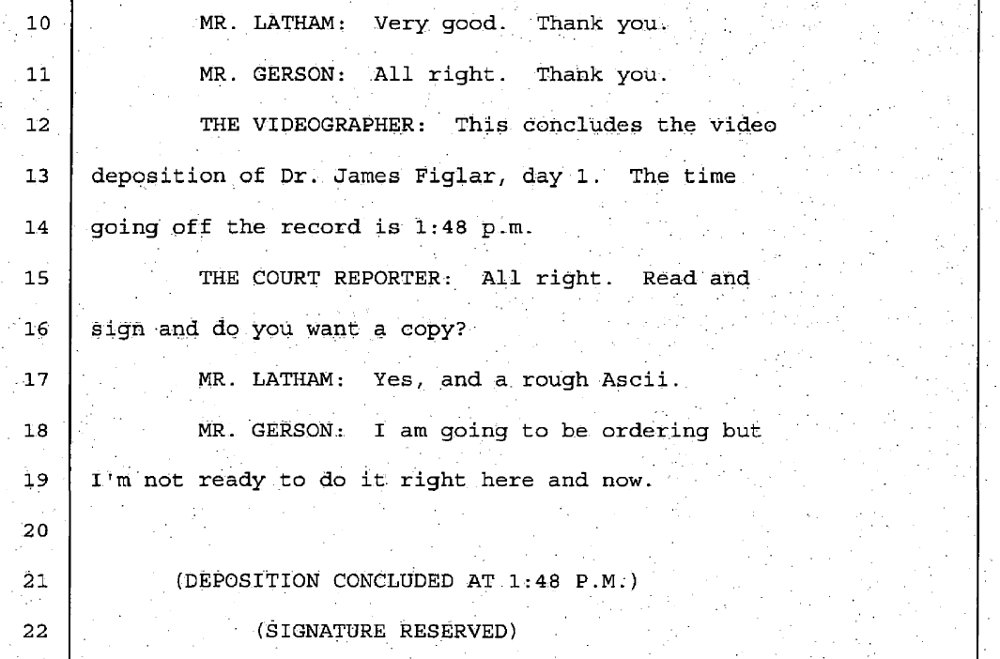 10 MR. LATHAM: Very good. Thank you.
11 MR. GERSON: All right. Thank you.
12 THE VIDEOGRAPHER: This concludes the video
13 deposition of Dr. James Figlar, day 1. The time
14 going off the record is 1:48 p.m.
15 THE COURT REPORTER: All right. Read and
16 sign and do you want a copy?
17 MR. LATHAM: Yes, and a rough Ascii.
18 MR. GERSON: I am going to be ordering but
19 I'm not ready to do it right here and now.
20
21 (DEPOSITION CONCLUDED AT 1:48 P.M.)
22 (SIGNATURE RESERVED)